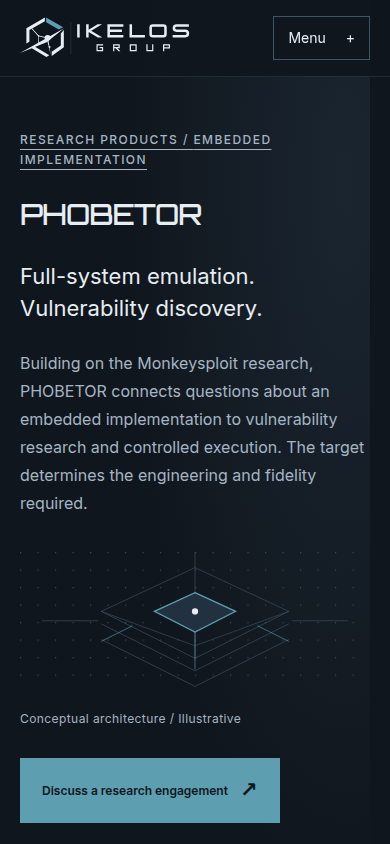 IKELOS
GROUP
Menu +
RESEARCH PRODUCTS / EMBEDDED
IMPLEMENTATION
PHOBETOR
Full-system emulation.
Vulnerability discovery.
Building on the Monkeysploit research,
PHOBETOR connects questions about an
embedded implementation to vulnerability
research and controlled execution. The target
determines the engineering and fidelity
required.
Conceptual architecture / Illustrative
Discuss a research engagement ↗